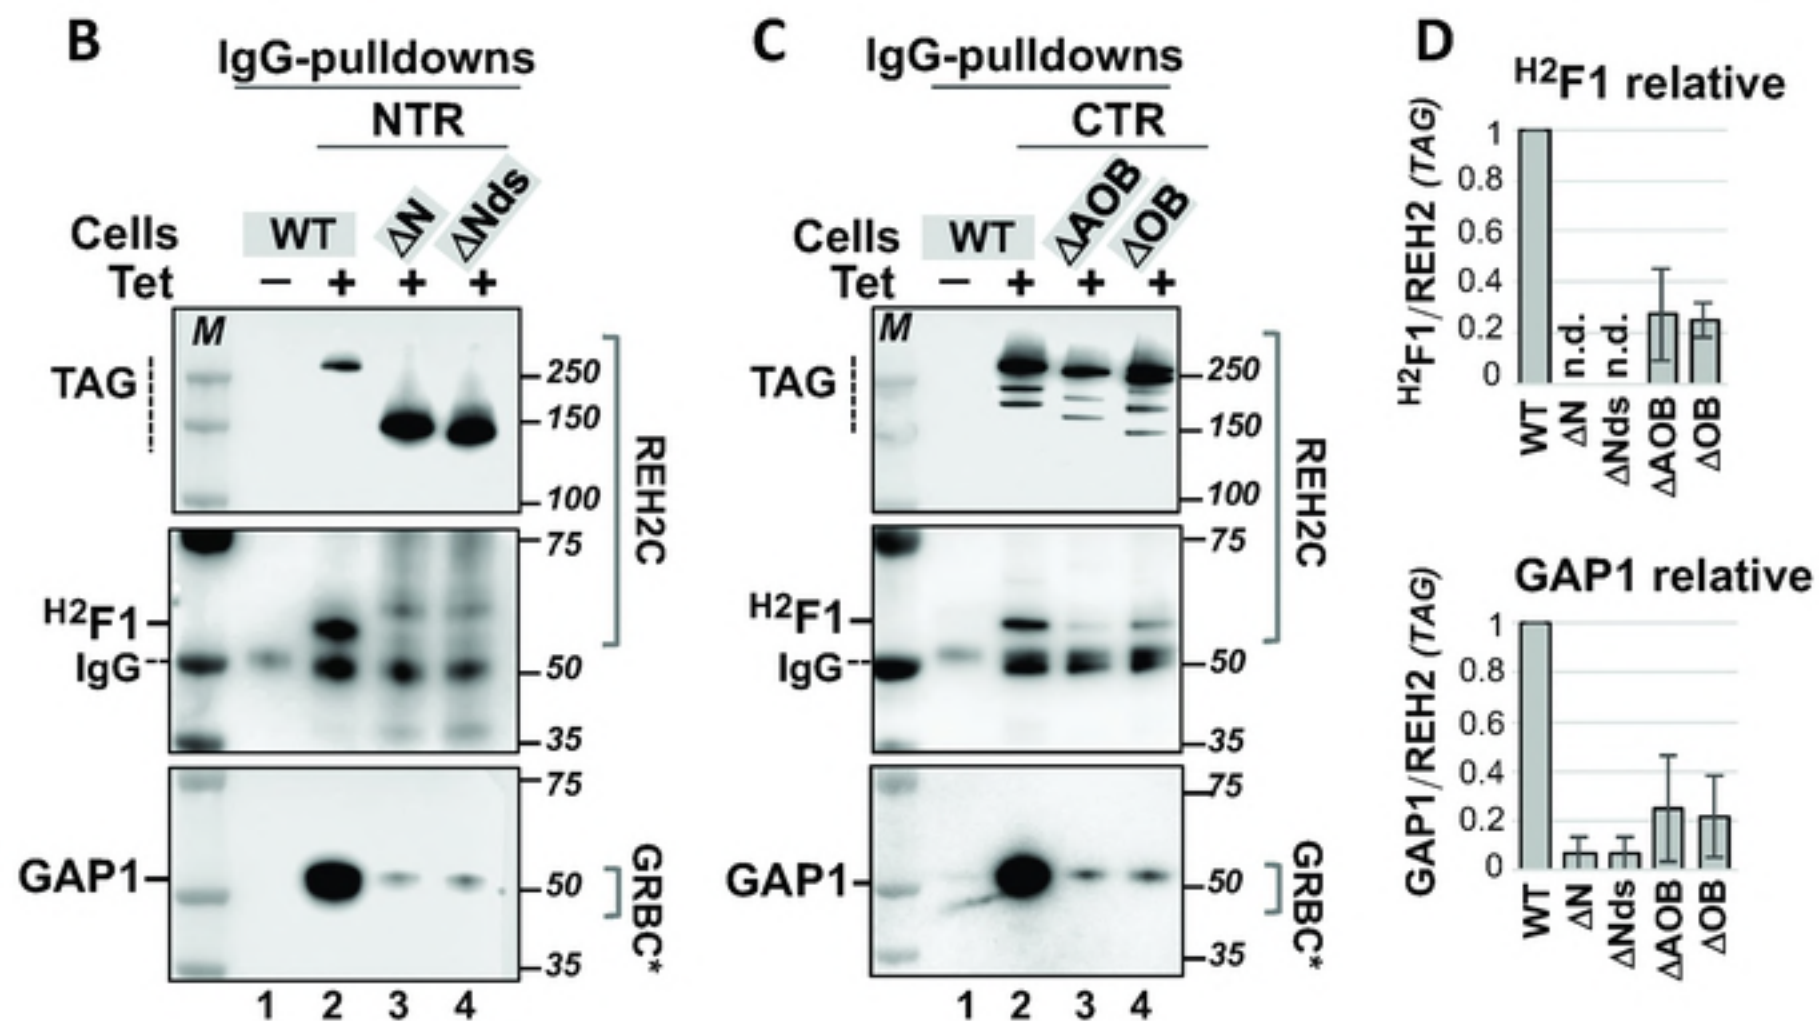 B
IgG-pulldowns
NTR
Cells WT ΔN ΔNds
Tet − + + +
M
TAG
250
150
100
REH2C
75
H2F1
IgG
50
35
75
GAP1
50
GRBC*
35
1 2 3 4
C
IgG-pulldowns
CTR
Cells WT ΔAOB ΔOB
Tet − + + +
M
TAG
250
150
100
REH2C
75
H2F1
IgG
50
35
75
GAP1
50
GRBC*
35
1 2 3 4
D
H2F1 relative
H2F1/REH2 (TAG)
1
0.8
0.6
0.4
0.2
0
n.d.
n.d.
WT ΔN ΔNds ΔAOB ΔOB
GAP1 relative
GAP1/REH2 (TAG)
1
0.8
0.6
0.4
0.2
0
WT ΔN ΔNds ΔAOB ΔOB